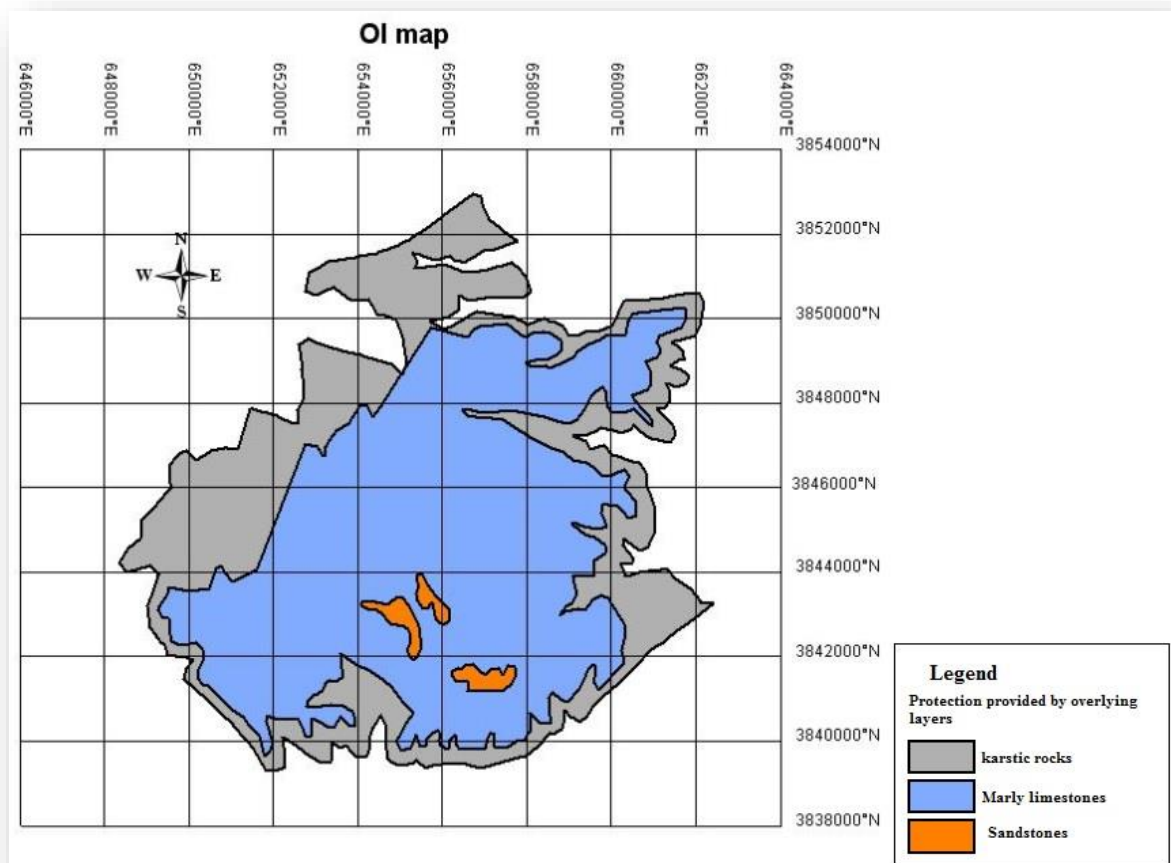 OI map
646000°E
648000°E
650000°E
652000°E
654000°E
656000°E
658000°E
660000°E
662000°E
664000°E
3854000°N
3852000°N
N
W E
S
3850000°N
3848000°N
3846000°N
3844000°N
3842000°N
3840000°N
3838000°N
Legend
Protection provided by overlying
layers
karstic rocks
Marly limestones
Sandstones